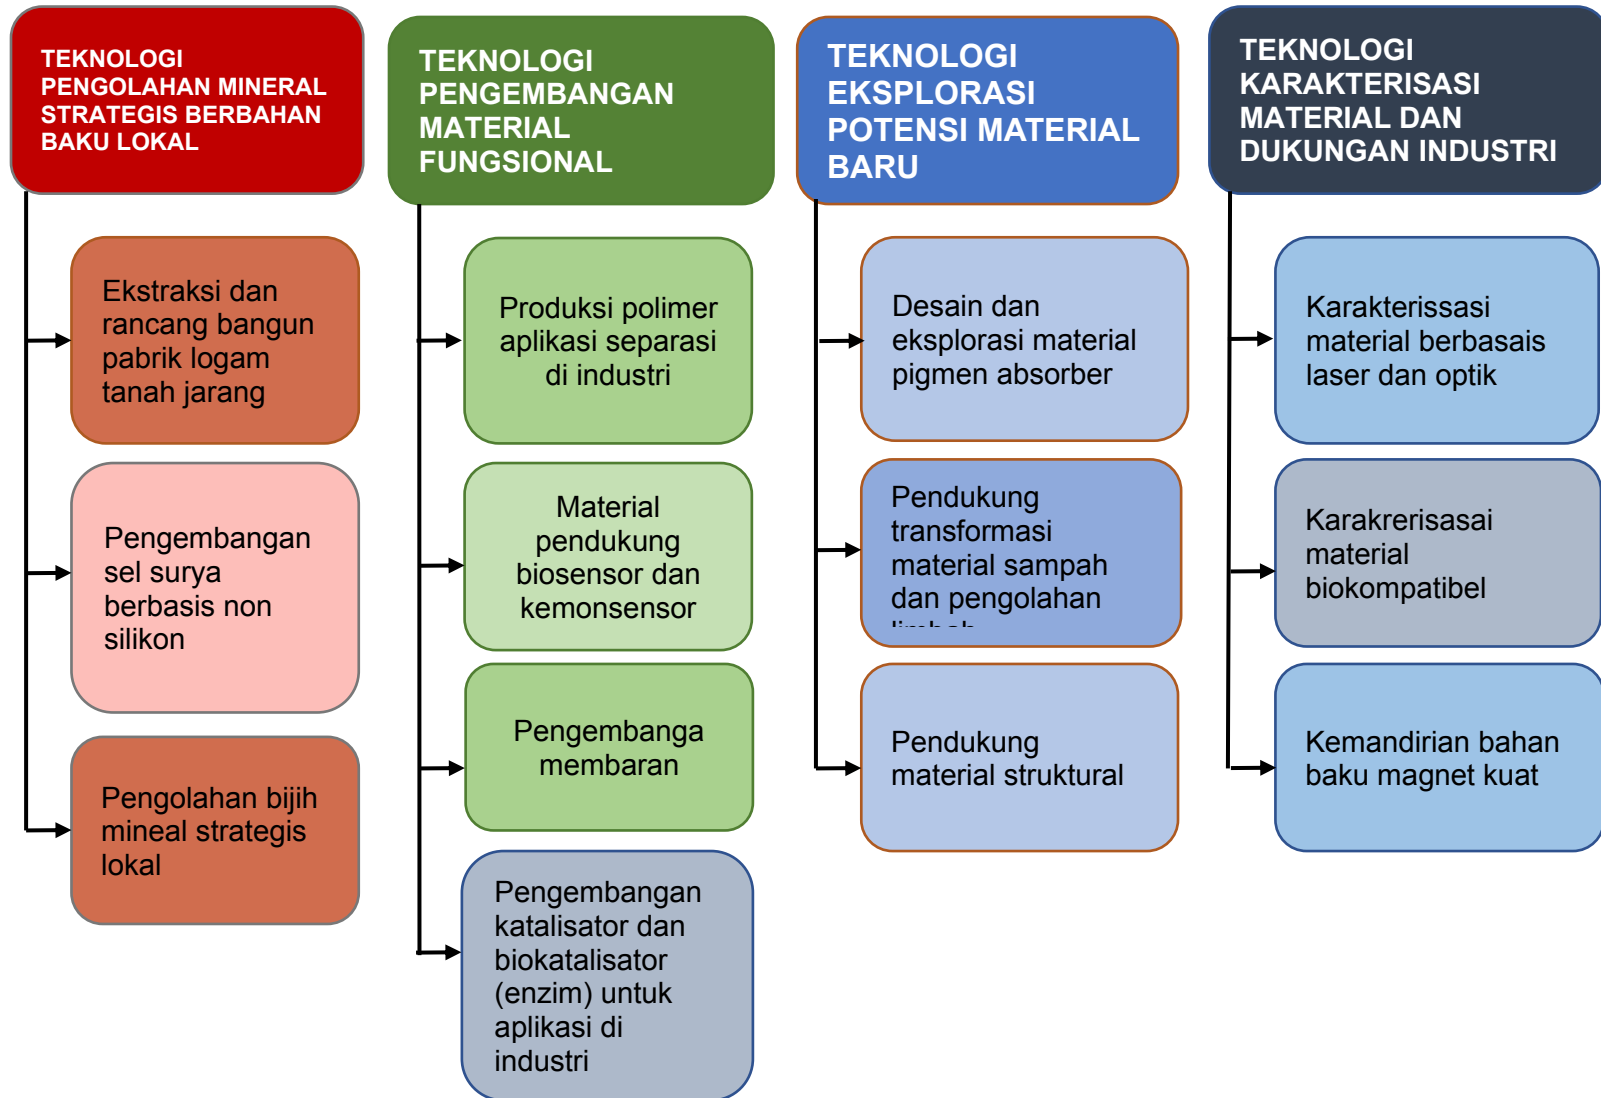 TEKNOLOGI
PENGOLAHAN MINERAL
STRATEGIS BERBAHAN
BAKU LOKAL
Ekstraksi dan
rancang bangun
pabrik logam
tanah jarang
Pengembangan
sel surya
berbasis non
silikon
Pengolahan bijih
mineal strategis
lokal
TEKNOLOGI
PENGEMBANGAN
MATERIAL
FUNGSIONAL
Produksi polimer
aplikasi separasi
di industri
Material
pendukung
biosensor dan
kemonsensor
Pengembanga
membaran
Pengembangan
katalisator dan
biokatalisator
(enzim) untuk
aplikasi di
industri
TEKNOLOGI
EKSPLORASI
POTENSI MATERIAL
BARU
Desain dan
eksplorasi material
pigmen absorber
Pendukung
transformasi
material sampah
dan pengolahan
Pendukung
material struktural
TEKNOLOGI
KARAKTERISASI
MATERIAL DAN
DUKUNGAN INDUSTRI
Karakterissasi
material berbasais
laser dan optik
Karakrerisasai
material
biokompatibel
Kemandirian bahan
baku magnet kuat